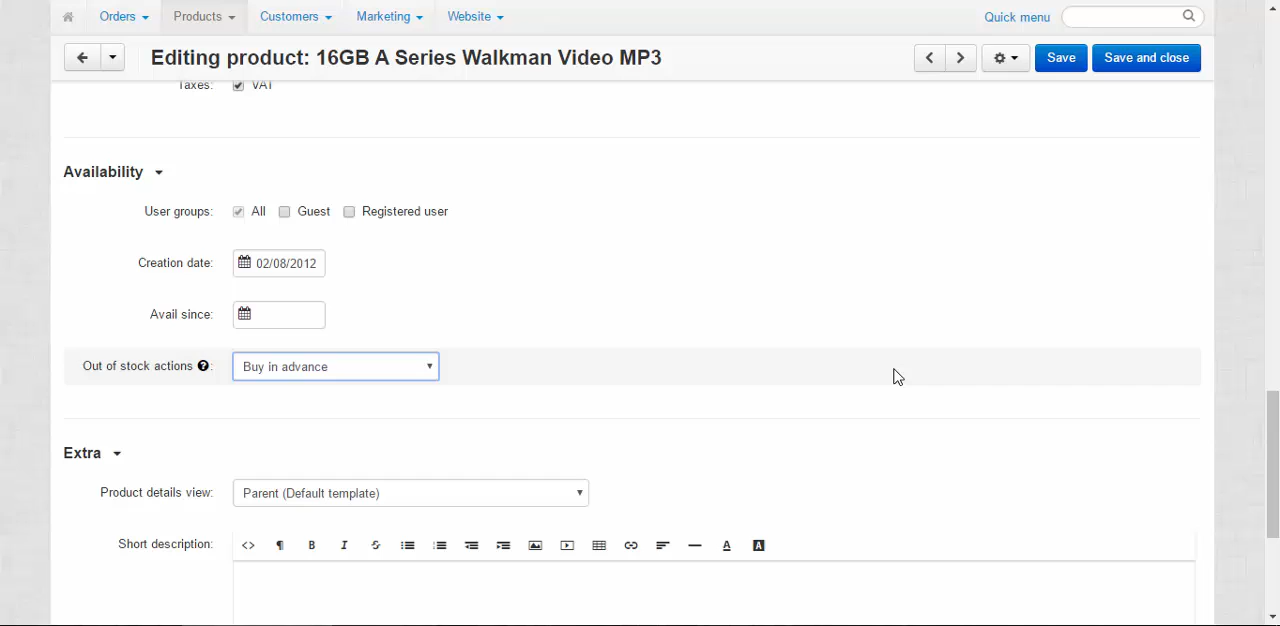 Orders Products Customers Marketing Website Quick menu
Editing product: 16GB A Series Walkman Video MP3 Save Save and close
Taxes: VAT
Availability
User groups: All Guest Registered user
Creation date: 02/08/2012
Avail since:
Out of stock actions ?: Buy in advance
Extra
Product details view: Parent (Default template)
Short description: <> ¶ B I S A A